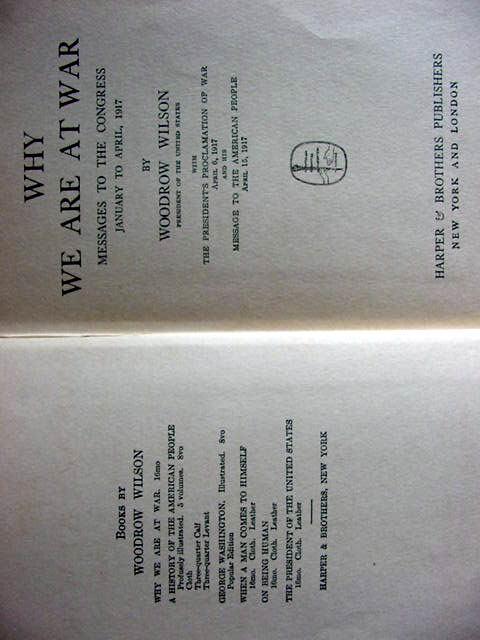 BOOKS BY
WOODROW WILSON
WHY WE ARE AT WAR. 16mo
A HISTORY OF THE AMERICAN PEOPLE
Profusely illustrated. 5 volumes. 8vo
Cloth
Three-quarter Calf
Three-quarter Levant
GEORGE WASHINGTON. Illustrated. 8vo
Popular Edition
WHEN A MAN COMES TO HIMSELF
16mo. Cloth. Leather
ON BEING HUMAN
16mo. Cloth. Leather
THE PRESIDENT OF THE UNITED STATES
16mo. Cloth. Leather
HARPER & BROTHERS, NEW YORK
WHY
WE ARE AT WAR
MESSAGES TO THE CONGRESS
JANUARY TO APRIL, 1917
BY
WOODROW WILSON
PRESIDENT OF THE UNITED STATES
WITH
THE PRESIDENT'S PROCLAMATION OF WAR
APRIL 6, 1917
AND HIS
MESSAGE TO THE AMERICAN PEOPLE
APRIL 15, 1917
HARPER & BROTHERS PUBLISHERS
NEW YORK AND LONDON